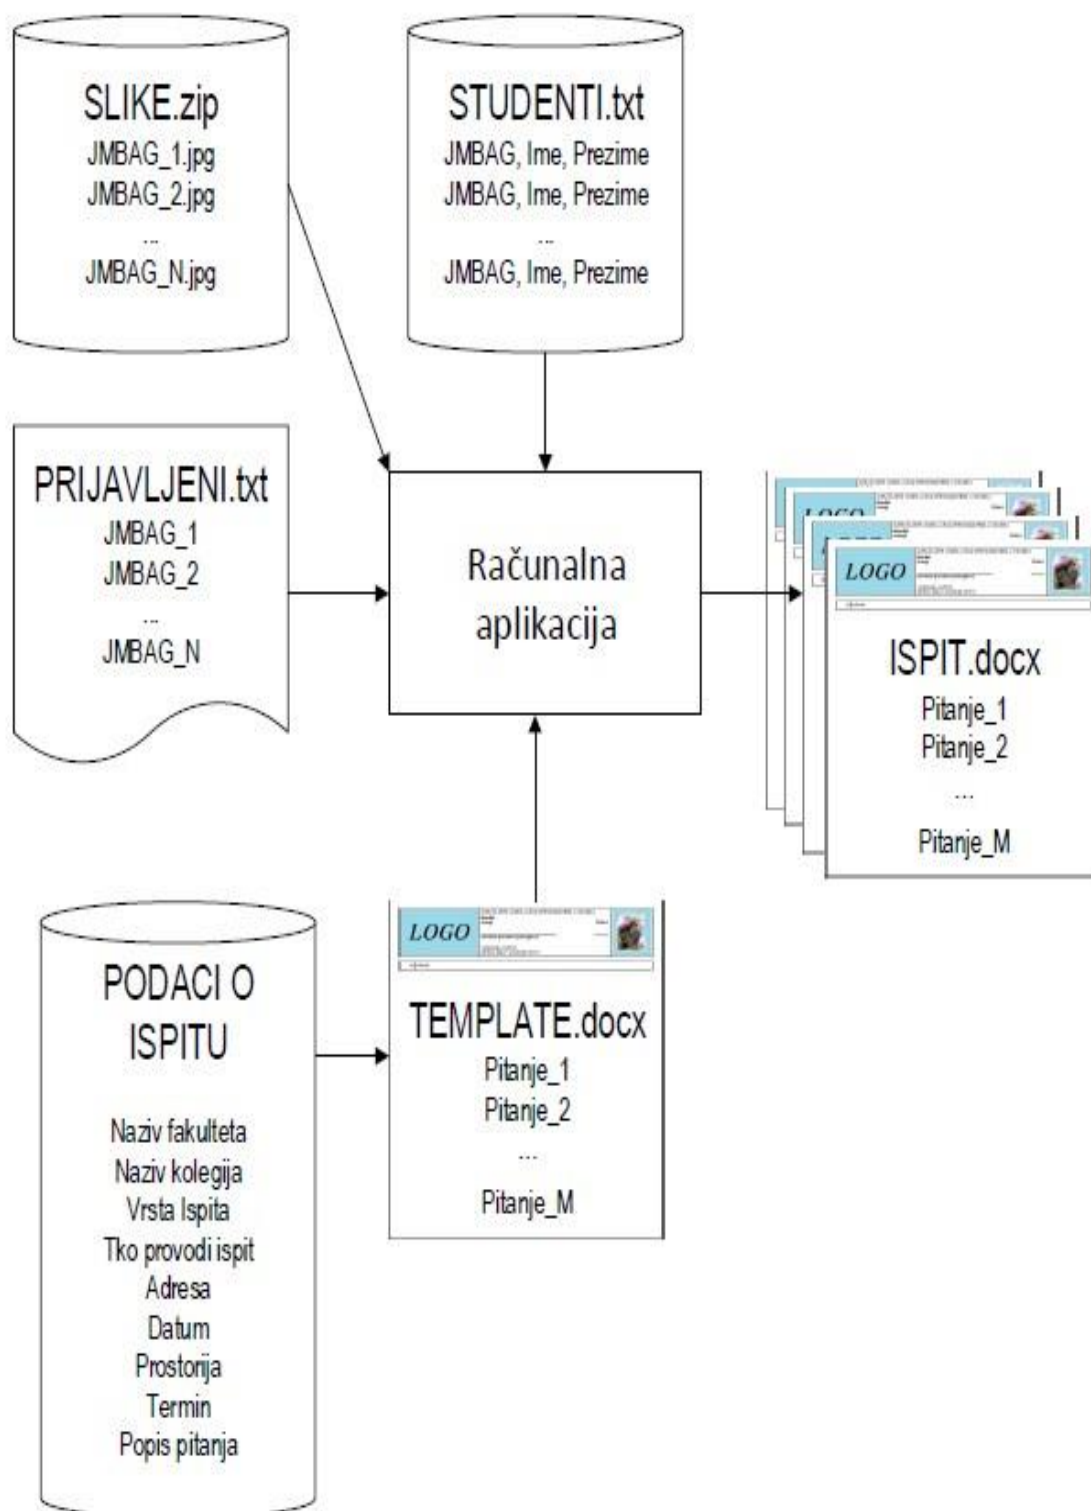 SLIKE.zip
JMBAG_1.jpg
JMBAG_2.jpg
...
JMBAG_N.jpg
STUDENTI.txt
JMBAG, Ime, Prezime
JMBAG, Ime, Prezime
...
JMBAG, Ime, Prezime
PRIJAVLJENI.txt
JMBAG_1
JMBAG_2
...
JMBAG_N
Računalna
aplikacija
LOGO
ISPIT.docx
Pitanje_1
Pitanje_2
...
Pitanje_M
PODACI O
ISPITU
Naziv fakulteta
Naziv kolegija
Vrsta Ispita
Tko provodi ispit
Adresa
Datum
Prostorija
Termin
Popis pitanja
LOGO
TEMPLATE.docx
Pitanje_1
Pitanje_2
...
Pitanje_M